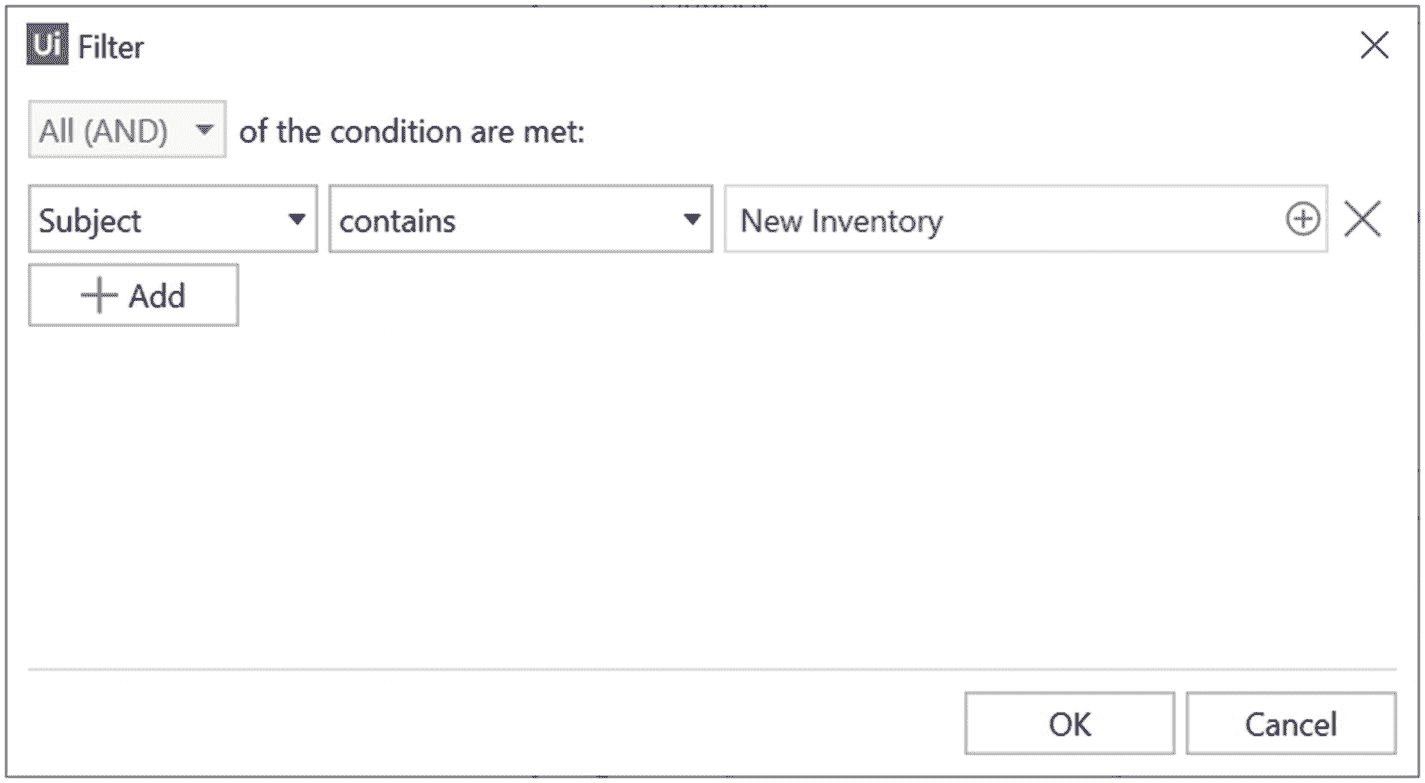 Ui Filter
All (AND) of the condition are met:
Subject contains New Inventory
Add
OK Cancel